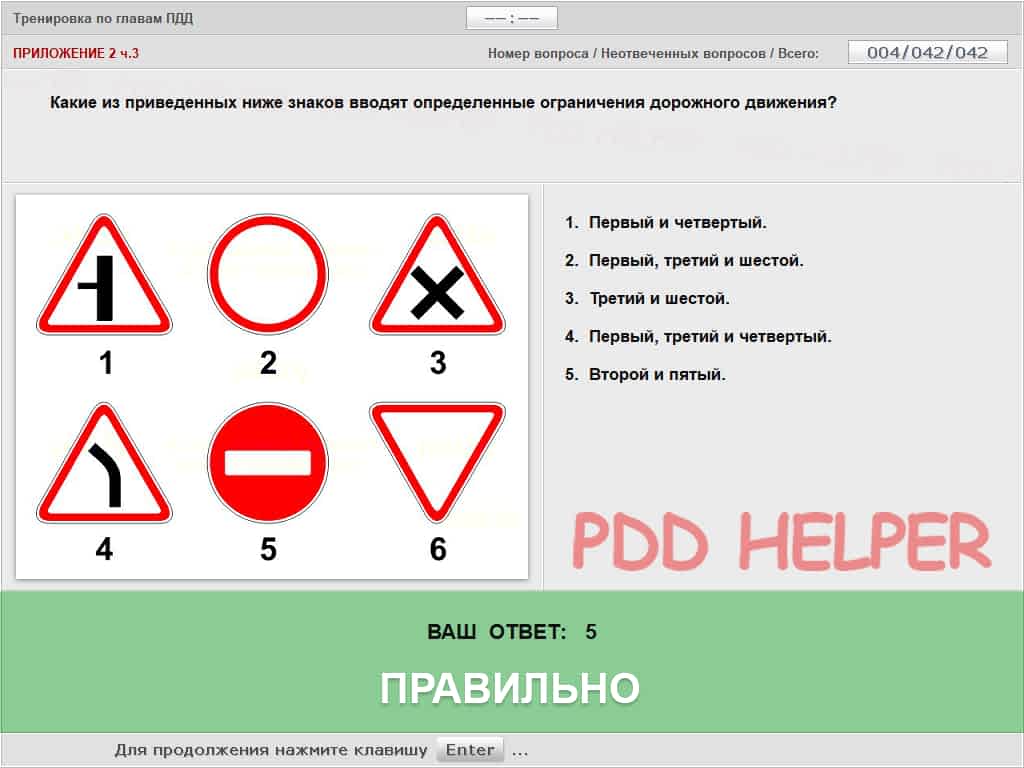 Тренировка по главам ПДД
—— : ——
ПРИЛОЖЕНИЕ 2 ч.3
Номер вопроса / Неотвеченных вопросов / Всего:
004/042/042
Какие из приведенных ниже знаков вводят определенные ограничения дорожного движения?
1 2 3
4 5 6
1. Первый и четвертый.
2. Первый, третий и шестой.
3. Третий и шестой.
4. Первый, третий и четвертый.
5. Второй и пятый.
PDD HELPER
ВАШ ОТВЕТ: 5
ПРАВИЛЬНО
Для продолжения нажмите клавишу Enter ...